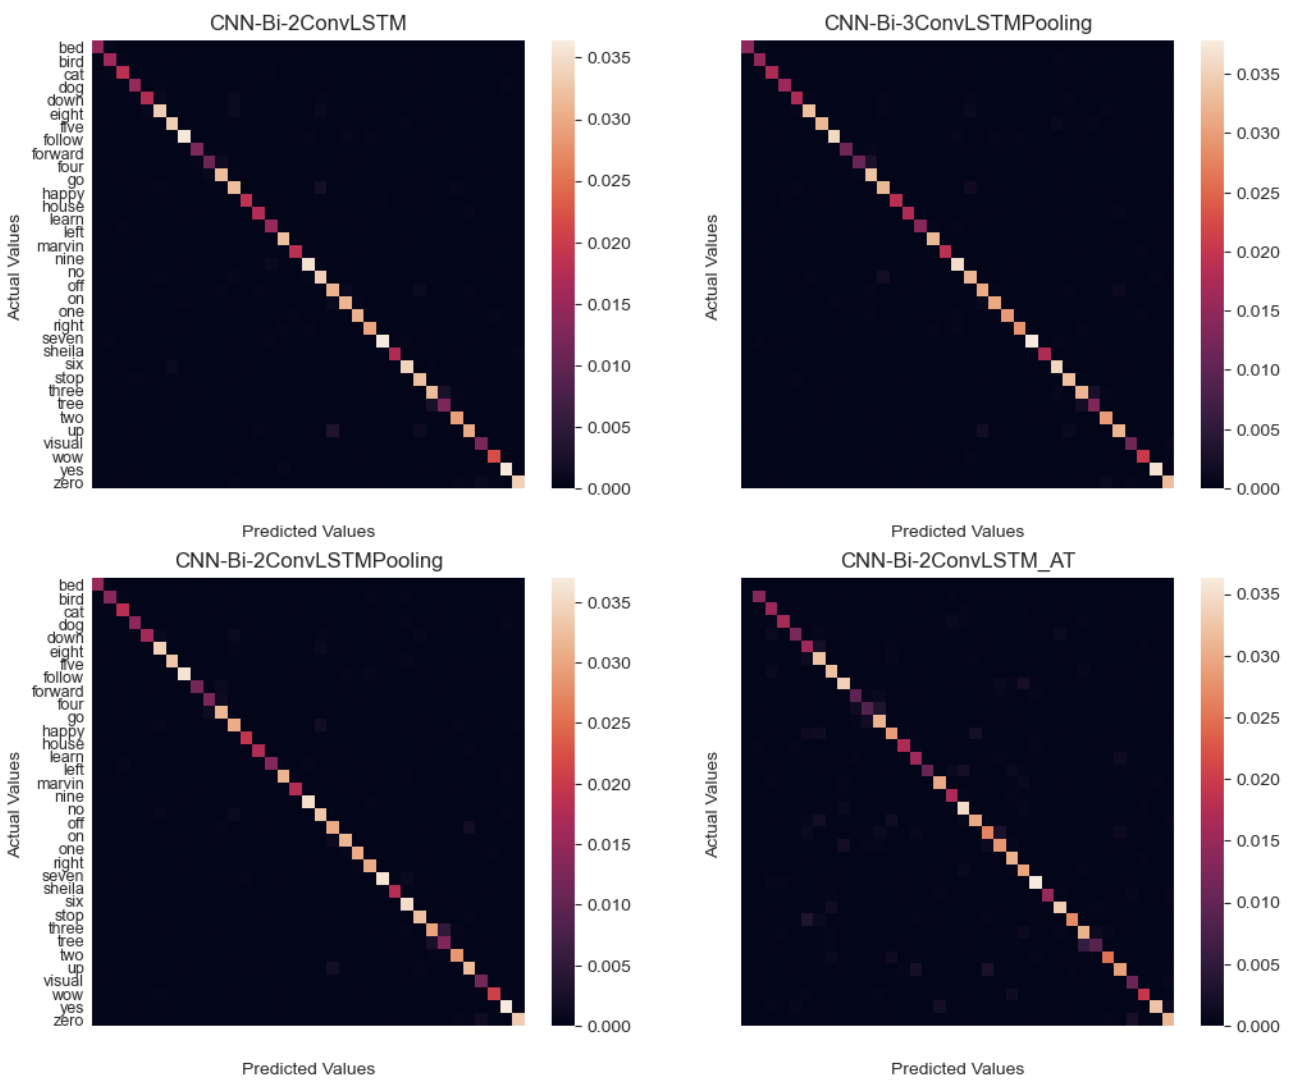 CNN-Bi-2ConvLSTM
bed
bird
cat
dog
down
eight
five
follow
forward
four
go
happy
house
learn
left
marvin
nine
no
off
on
one
right
seven
sheila
six
stop
three
tree
two
up
visual
wow
yes
zero
Actual Values
Predicted Values
0.035
0.030
0.025
0.020
0.015
0.010
0.005
0.000
CNN-Bi-3ConvLSTMPooling
Actual Values
Predicted Values
0.035
0.030
0.025
0.020
0.015
0.010
0.005
0.000
CNN-Bi-2ConvLSTMPooling
bed
bird
cat
dog
down
eight
five
follow
forward
four
go
happy
house
learn
left
marvin
nine
no
off
on
one
right
seven
sheila
six
stop
three
tree
two
up
visual
wow
yes
zero
Actual Values
Predicted Values
0.035
0.030
0.025
0.020
0.015
0.010
0.005
0.000
CNN-Bi-2ConvLSTM_AT
Actual Values
Predicted Values
0.035
0.030
0.025
0.020
0.015
0.010
0.005
0.000